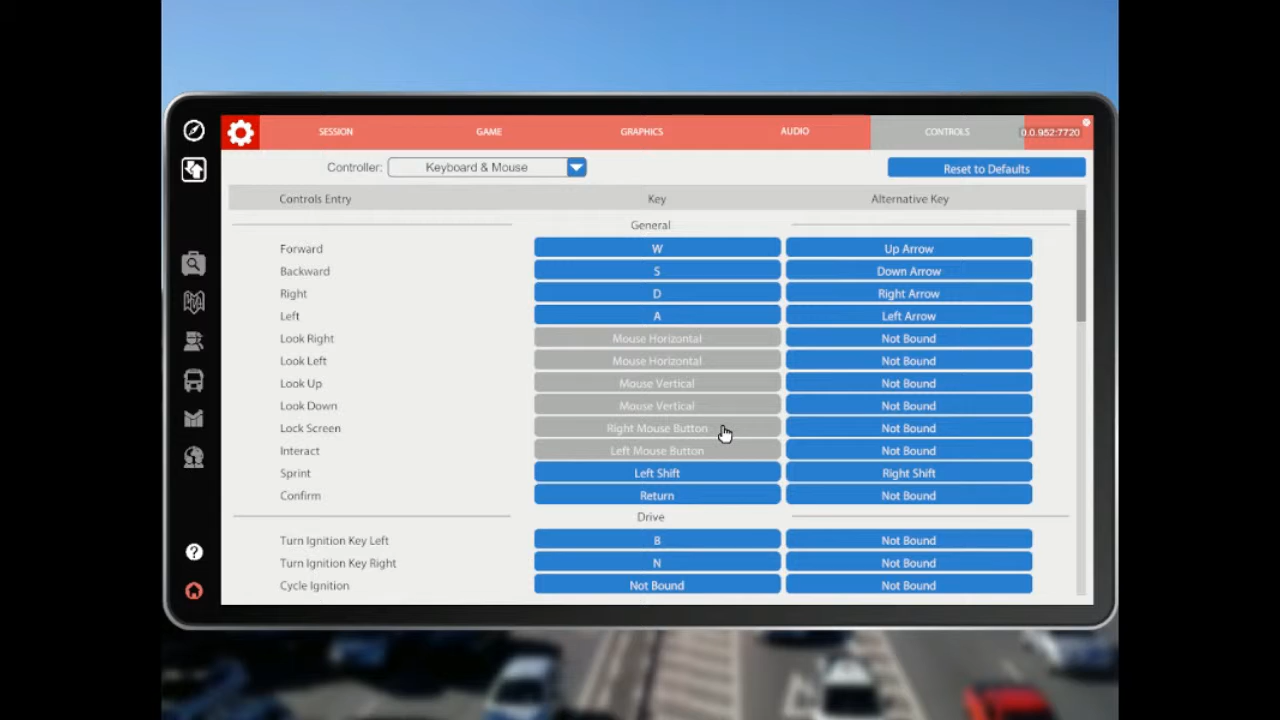 SESSION GAME GRAPHICS AUDIO CONTROLS 0.0.952:7720
Controller: Keyboard & Mouse Reset to Defaults
Controls Entry Key Alternative Key
General
Forward W Up Arrow
Backward S Down Arrow
Right D Right Arrow
Left A Left Arrow
Look Right Mouse Horizontal Not Bound
Look Left Mouse Horizontal Not Bound
Look Up Mouse Vertical Not Bound
Look Down Mouse Vertical Not Bound
Lock Screen Right Mouse Button Not Bound
Interact Left Mouse Button Not Bound
Sprint Left Shift Right Shift
Confirm Return Not Bound
Drive
Turn Ignition Key Left B Not Bound
Turn Ignition Key Right N Not Bound
Cycle Ignition Not Bound Not Bound